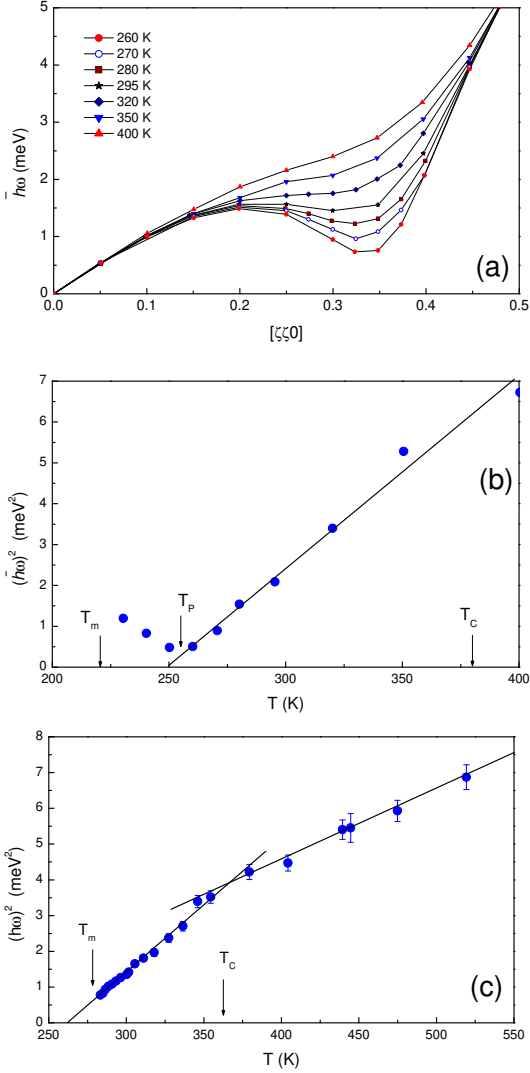 5
4
3
2
1
0
ħω (meV)
260 K
270 K
280 K
295 K
320 K
350 K
400 K
(a)
0.0 0.1 0.2 0.3 0.4 0.5
[ζζ0]
7
6
5
4
3
2
1
0
(ħω)² (meV²)
(b)
T_m
T_P
T_C
200 250 300 350 400
T (K)
8
7
6
5
4
3
2
1
0
(ħω)² (meV²)
T_m
T_C
(c)
250 300 350 400 450 500 550
T (K)